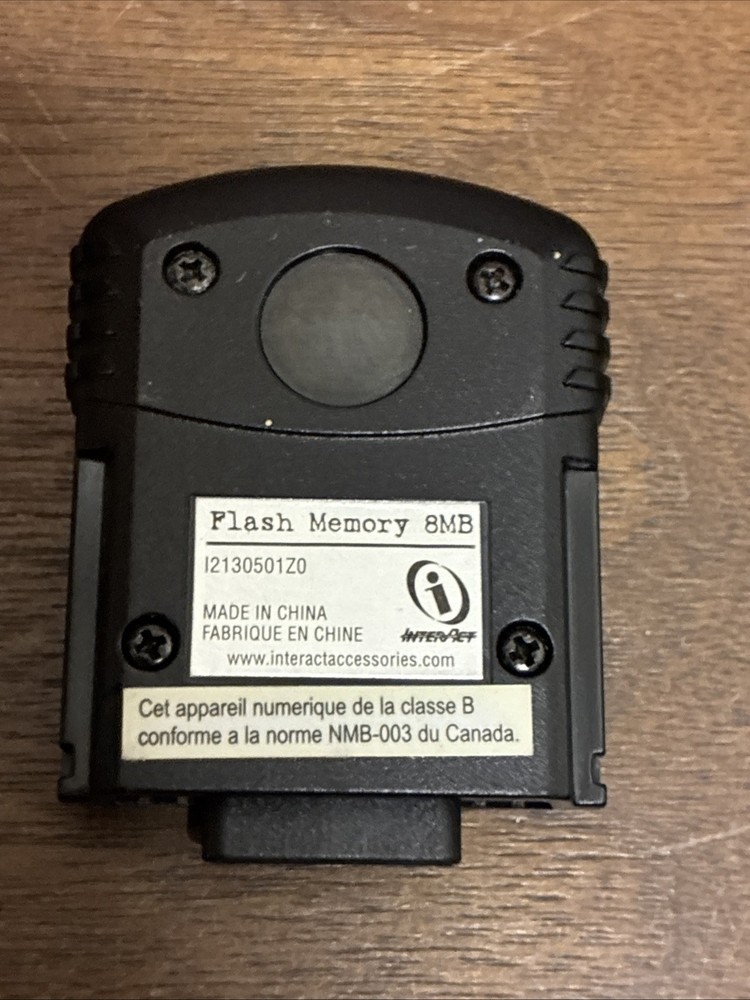 Flash Memory 8MB
I2130501Z0
MADE IN CHINA
FABRIQUE EN CHINE
i
INTERACT
www.interactaccessories.com
Cet appareil numerique de la classe B
conforme a la norme NMB-003 du Canada.